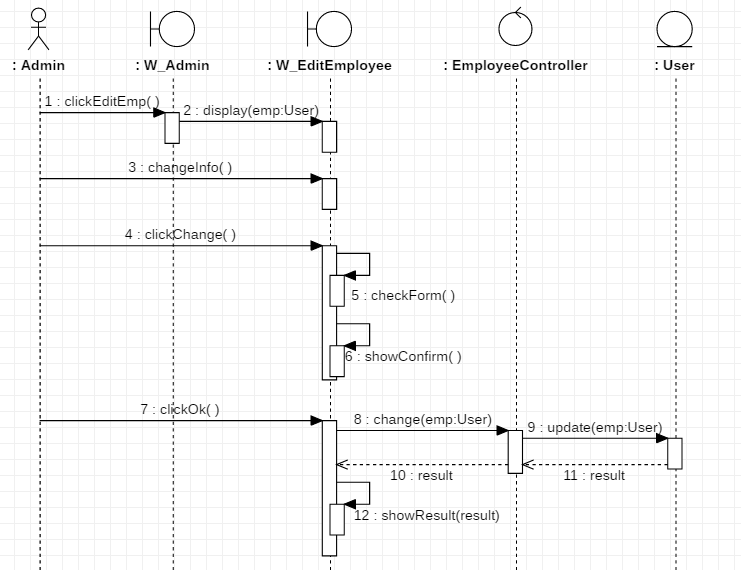 : Admin
: W_Admin
: W_EditEmployee
: EmployeeController
: User
1 : clickEditEmp( )
2 : display(emp:User)
3 : changeInfo( )
4 : clickChange( )
5 : checkForm( )
6 : showConfirm( )
7 : clickOk( )
8 : change(emp:User)
9 : update(emp:User)
10 : result
11 : result
12 : showResult(result)